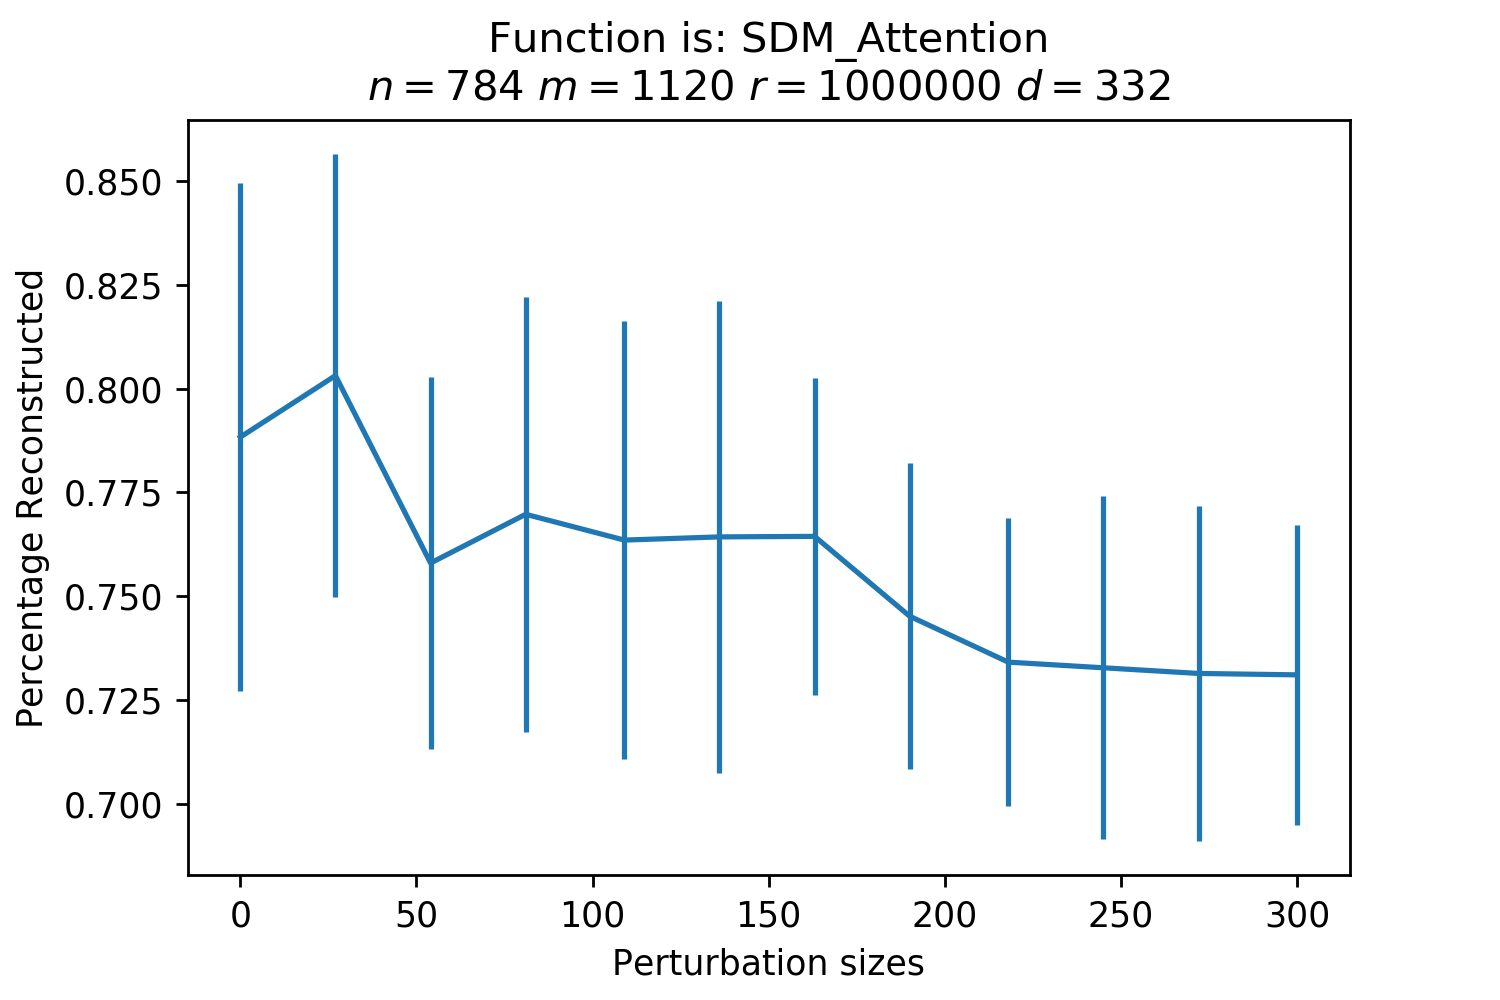 Function is: SDM_Attention
n = 784 m = 1120 r = 1000000 d = 332
Percentage Reconstructed
0.850
0.825
0.800
0.775
0.750
0.725
0.700
0 50 100 150 200 250 300
Perturbation sizes